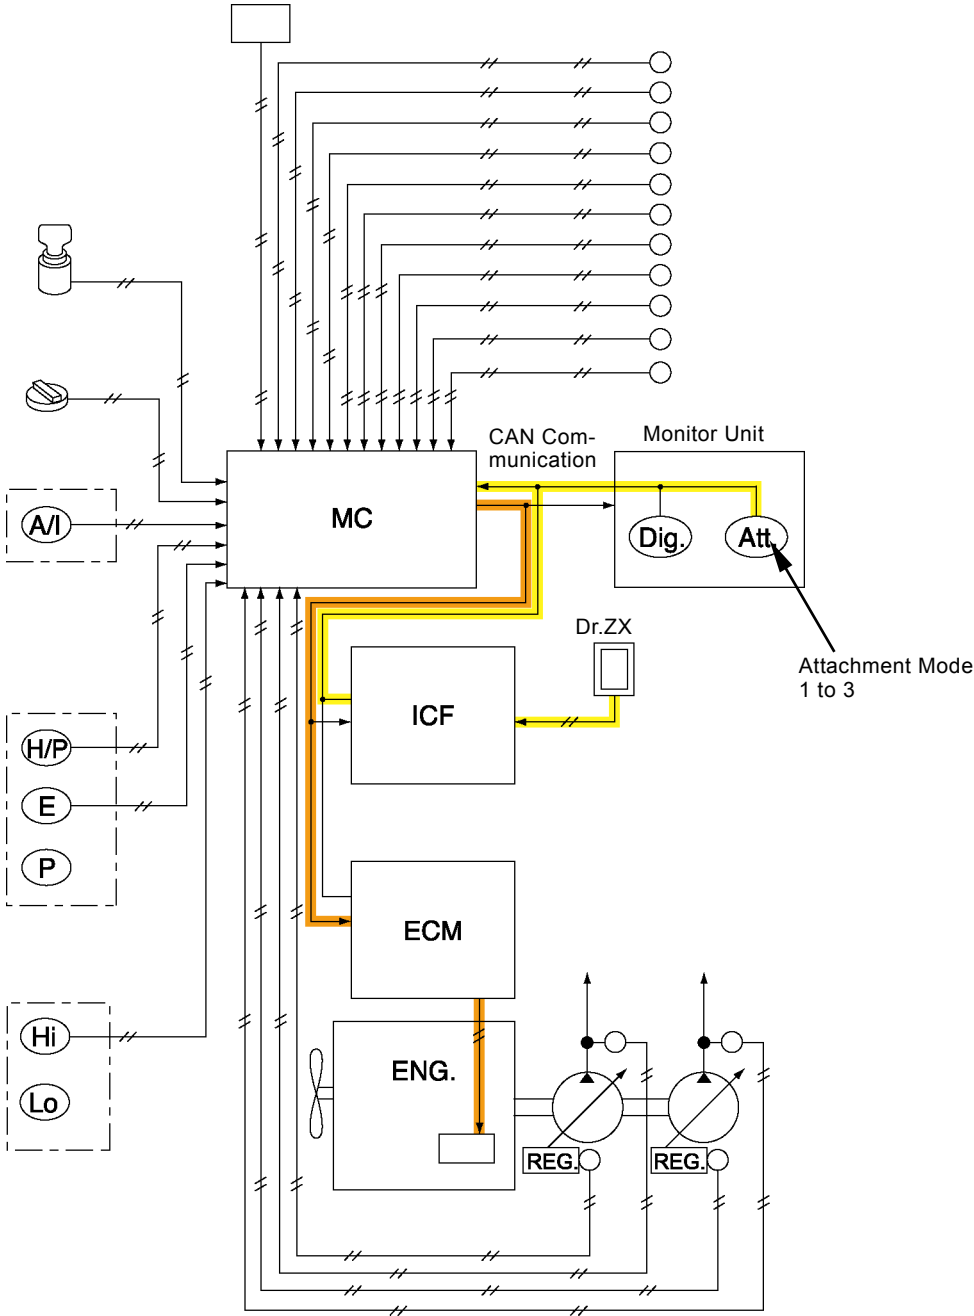 CAN Com-
munication
Monitor Unit
MC
Dig.
Att.
A/I
Dr.ZX
Attachment Mode
1 to 3
ICF
H/P
E
P
ECM
Hi
ENG.
Lo
REG.
REG.